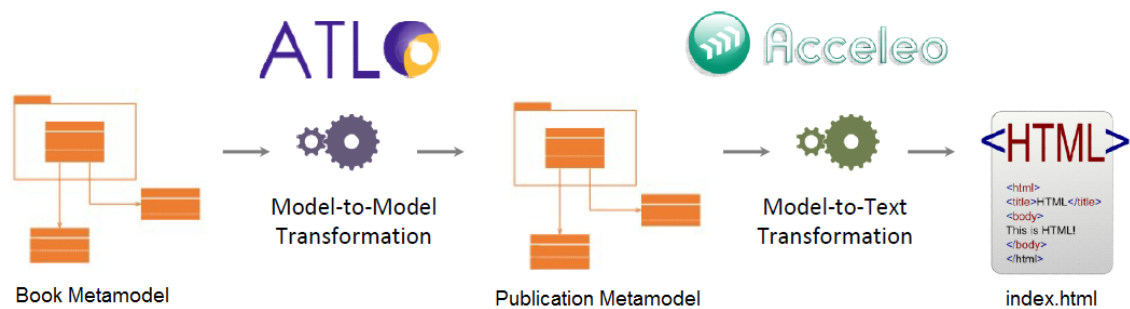 ATL
Acceleo
Model-to-Model
Transformation
Model-to-Text
Transformation
<HTML>
<html>
<title>HTML</title>
<body>
This is HTML!
</body>
</html>
Book Metamodel
Publication Metamodel
index.html